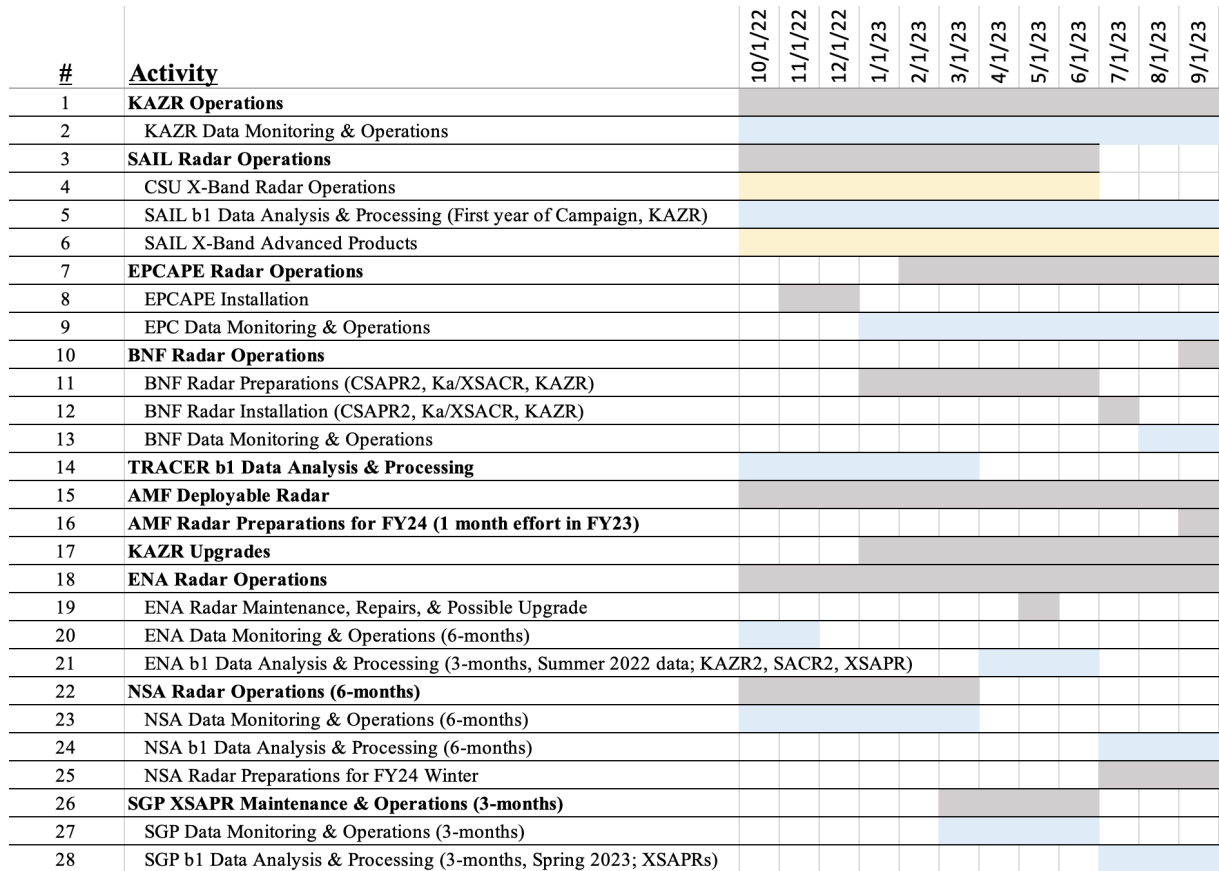 # Activity 10/1/22 11/1/22 12/1/22 1/1/23 2/1/23 3/1/23 4/1/23 5/1/23 6/1/23 7/1/23 8/1/23 9/1/23
1 KAZR Operations
2 KAZR Data Monitoring & Operations
3 SAIL Radar Operations
4 CSU X-Band Radar Operations
5 SAIL b1 Data Analysis & Processing (First year of Campaign, KAZR)
6 SAIL X-Band Advanced Products
7 EPCAPE Radar Operations
8 EPCAPE Installation
9 EPC Data Monitoring & Operations
10 BNF Radar Operations
11 BNF Radar Preparations (CSAPR2, Ka/XSACR, KAZR)
12 BNF Radar Installation (CSAPR2, Ka/XSACR, KAZR)
13 BNF Data Monitoring & Operations
14 TRACER b1 Data Analysis & Processing
15 AMF Deployable Radar
16 AMF Radar Preparations for FY24 (1 month effort in FY23)
17 KAZR Upgrades
18 ENA Radar Operations
19 ENA Radar Maintenance, Repairs, & Possible Upgrade
20 ENA Data Monitoring & Operations (6-months)
21 ENA b1 Data Analysis & Processing (3-months, Summer 2022 data; KAZR2, SACR2, XSAPR)
22 NSA Radar Operations (6-months)
23 NSA Data Monitoring & Operations (6-months)
24 NSA b1 Data Analysis & Processing (6-months)
25 NSA Radar Preparations for FY24 Winter
26 SGP XSAPR Maintenance & Operations (3-months)
27 SGP Data Monitoring & Operations (3-months)
28 SGP b1 Data Analysis & Processing (3-months, Spring 2023; XSAPRs)